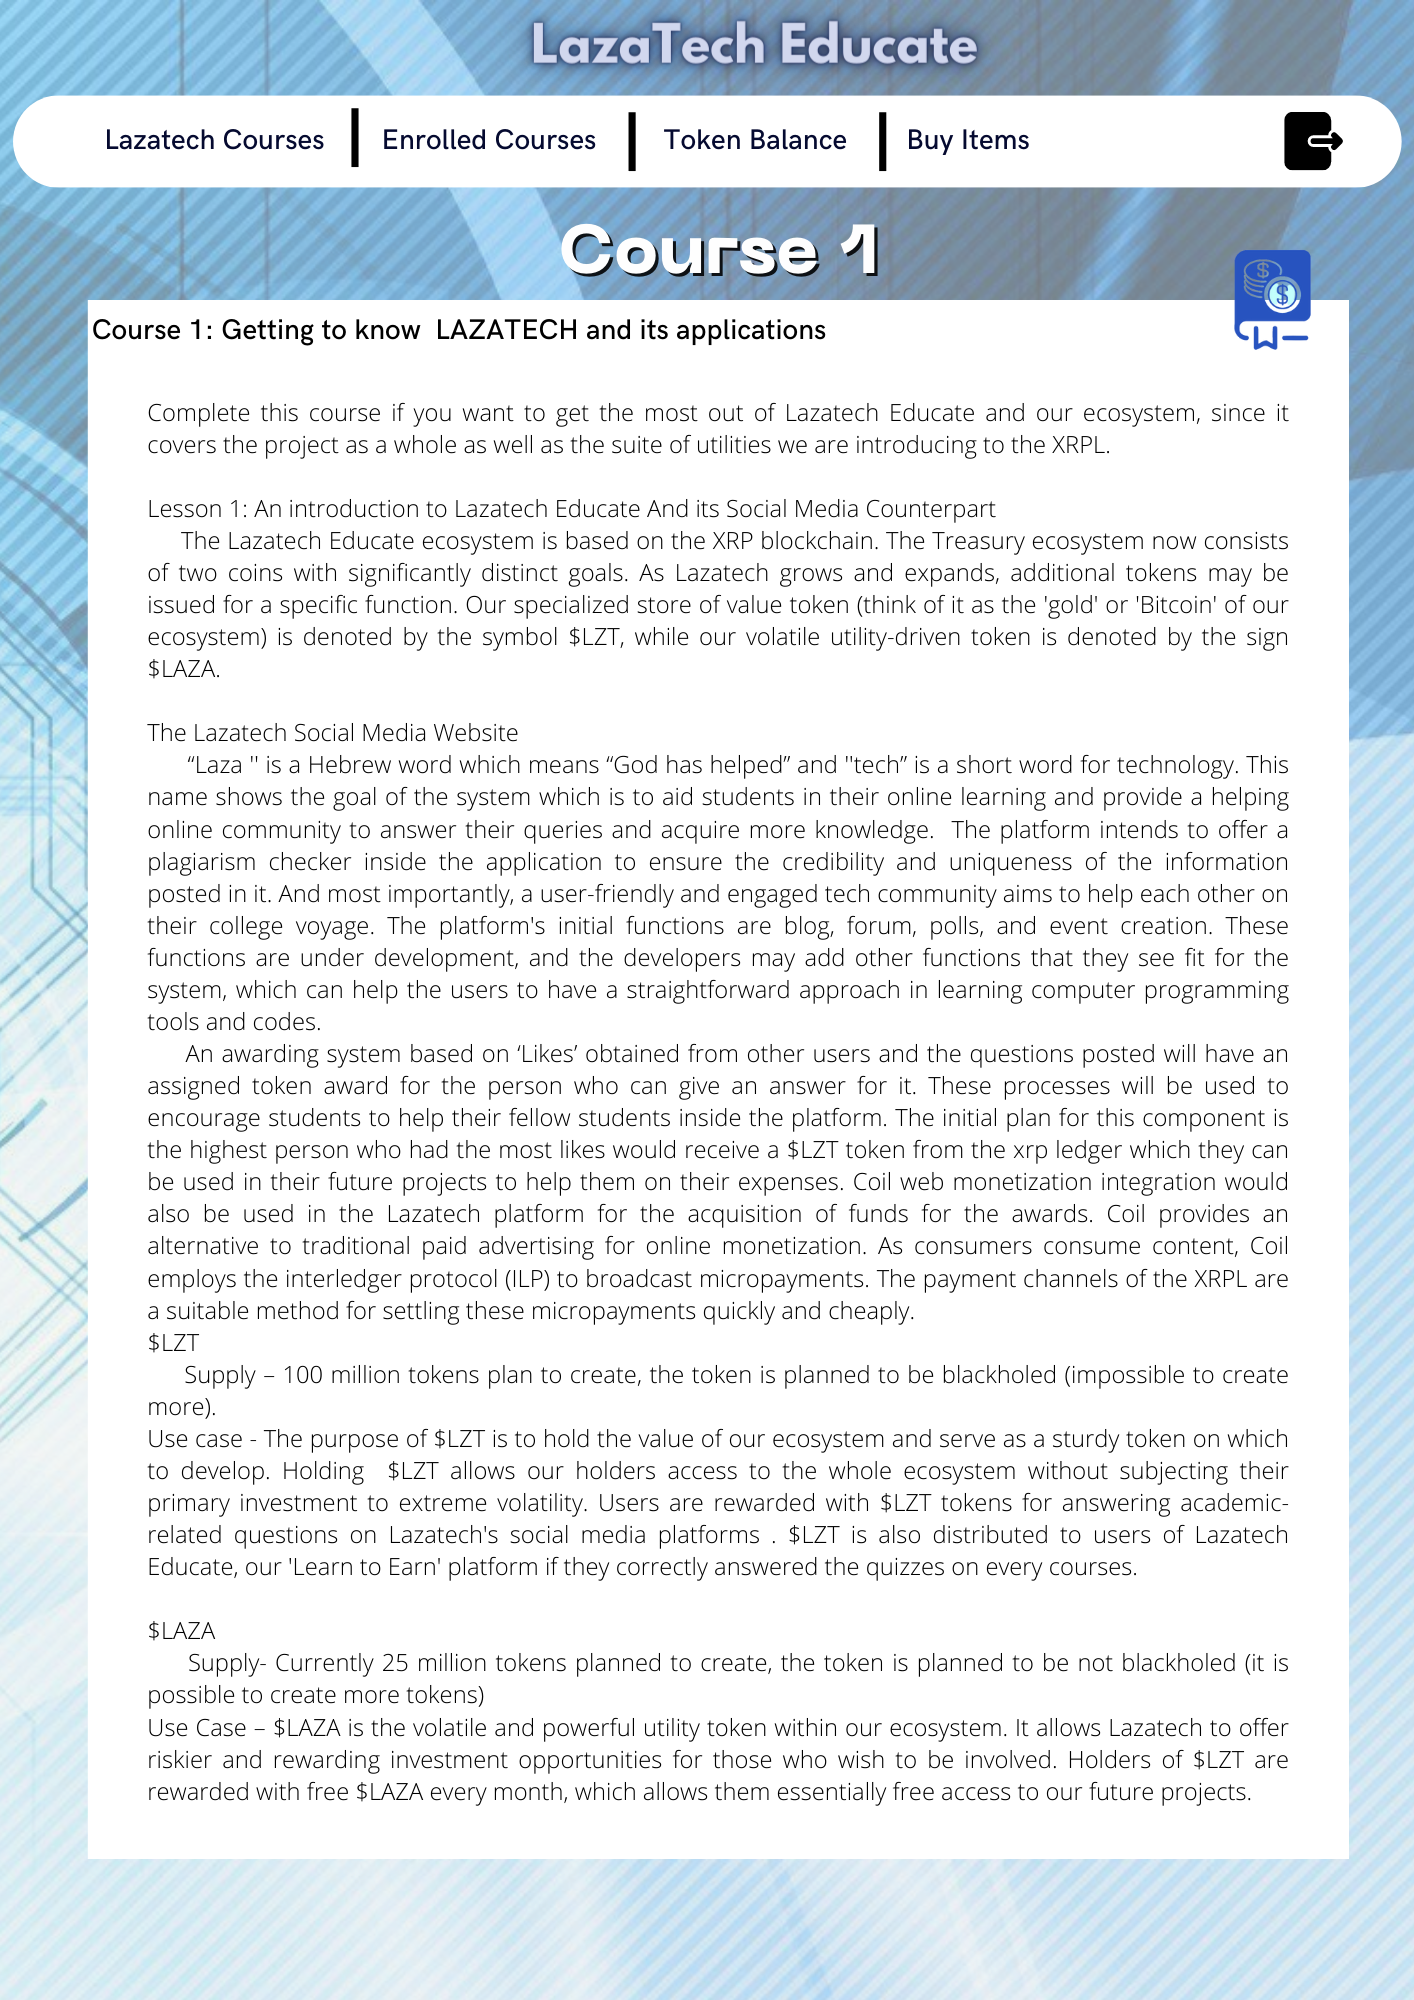 LazaTech Educate
Lazatech Courses
Enrolled Courses
Token Balance
Buy Items
Course 1
Course 1: Getting to know  LAZATECH and its applications
Complete this course if you want to get the most out of Lazatech Educate and our ecosystem, since it
covers the project as a whole as well as the suite of utilities we are introducing to the XRPL.
Lesson 1: An introduction to Lazatech Educate And its Social Media Counterpart
The Lazatech Educate ecosystem is based on the XRP blockchain. The Treasury ecosystem now consists
of two coins with significantly distinct goals. As Lazatech grows and expands, additional tokens may be
issued for a specific function. Our specialized store of value token (think of it as the 'gold' or 'Bitcoin' of our
ecosystem) is denoted by the symbol $LZT, while our volatile utility-driven token is denoted by the sign
$LAZA.
The Lazatech Social Media Website
“Laza '' is a Hebrew word which means “God has helped” and ''tech” is a short word for technology. This
name shows the goal of the system which is to aid students in their online learning and provide a helping
online community to answer their queries and acquire more knowledge.  The platform intends to offer a
plagiarism checker inside the application to ensure the credibility and uniqueness of the information
posted in it. And most importantly, a user-friendly and engaged tech community aims to help each other on
their college voyage. The platform's initial functions are blog, forum, polls, and event creation. These
functions are under development, and the developers may add other functions that they see fit for the
system, which can help the users to have a straightforward approach in learning computer programming
tools and codes.
An awarding system based on ‘Likes’ obtained from other users and the questions posted will have an
assigned token award for the person who can give an answer for it. These processes will be used to
encourage students to help their fellow students inside the platform. The initial plan for this component is
the highest person who had the most likes would receive a $LZT token from the xrp ledger which they can
be used in their future projects to help them on their expenses. Coil web monetization integration would
also be used in the Lazatech platform for the acquisition of funds for the awards. Coil provides an
alternative to traditional paid advertising for online monetization. As consumers consume content, Coil
employs the interledger protocol (ILP) to broadcast micropayments. The payment channels of the XRPL are
a suitable method for settling these micropayments quickly and cheaply.
$LZT
Supply – 100 million tokens plan to create, the token is planned to be blackholed (impossible to create
more).
Use case - The purpose of $LZT is to hold the value of our ecosystem and serve as a sturdy token on which
to develop. Holding  $LZT allows our holders access to the whole ecosystem without subjecting their
primary investment to extreme volatility. Users are rewarded with $LZT tokens for answering academic-
related questions on Lazatech's social media platforms . $LZT is also distributed to users of Lazatech
Educate, our 'Learn to Earn' platform if they correctly answered the quizzes on every courses.
$LAZA
Supply- Currently 25 million tokens planned to create, the token is planned to be not blackholed (it is
possible to create more tokens)
Use Case – $LAZA is the volatile and powerful utility token within our ecosystem. It allows Lazatech to offer
riskier and rewarding investment opportunities for those who wish to be involved. Holders of $LZT are
rewarded with free $LAZA every month, which allows them essentially free access to our future projects.